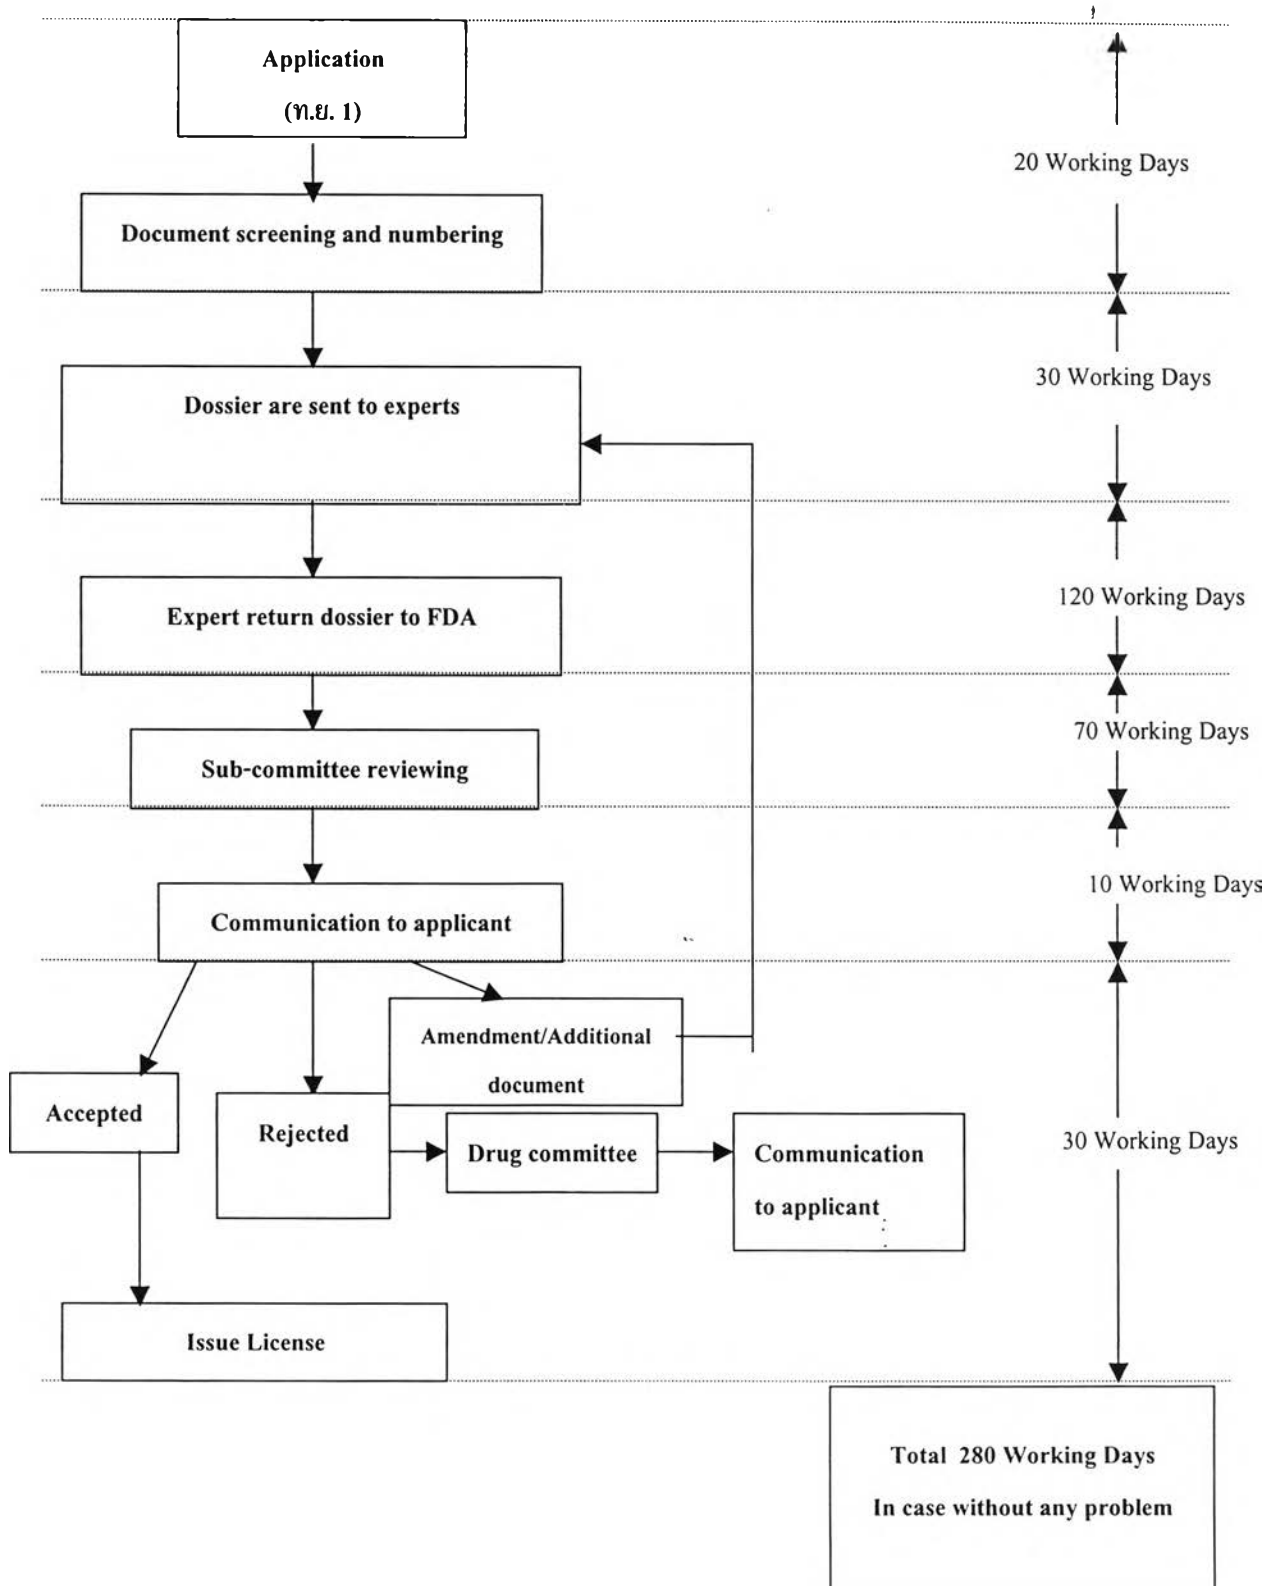 Application
(ท.ย. 1)
20 Working Days
Document screening and numbering
30 Working Days
Dossier are sent to experts
120 Working Days
Expert return dossier to FDA
70 Working Days
Sub-committee reviewing
10 Working Days
Communication to applicant
Amendment/Additional
document
Accepted
Rejected
Drug committee
Communication
to applicant
30 Working Days
Issue License
Total 280 Working Days
In case without any problem